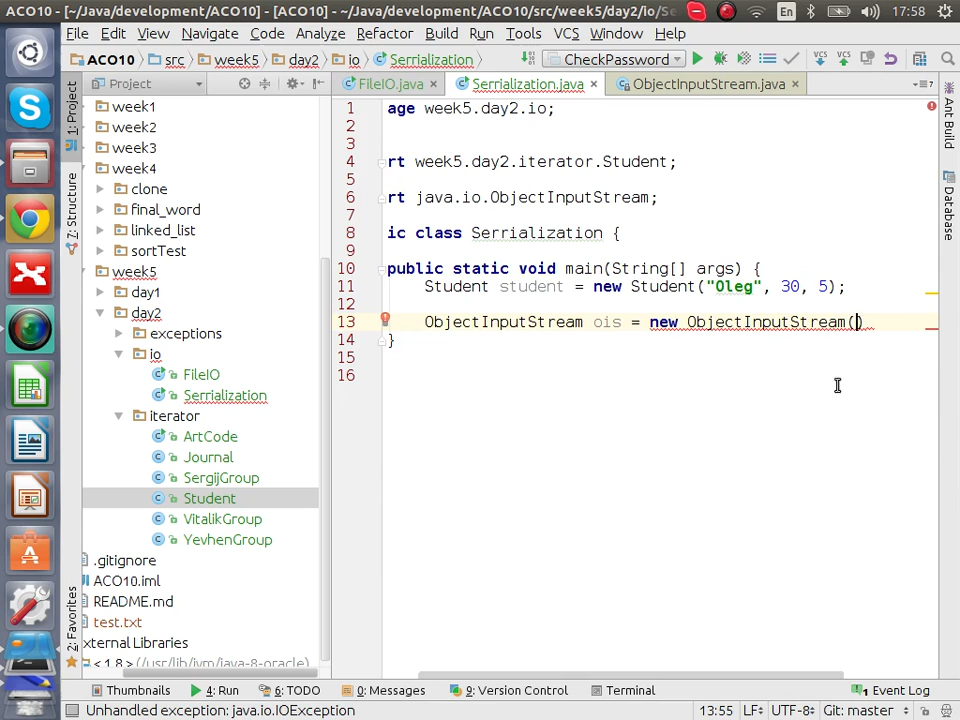 ACO10 - [~/Development/Java/ACO10] - [ACO10] - .../src/week5/day2/io/Se
En
17:58
File Edit View Navigate Code Analyze Refactor Build Run Tools VCS Window Help
ACO10 src week5 day2 io Serrialization CheckPassword VCS VCS
Project
FileIO.java Serrialization.java ObjectInputStream.java
1: Project
7: Structure
2: Favorites
week1
week2
week3
week4
clone
final_word
linked_list
sortTest
week5
day1
day2
exceptions
io
FileIO
Serrialization
iterator
ArtCode
Journal
SergijGroup
Student
VitalikGroup
YevhenGroup
.gitignore
ACO10.iml
README.md
test.txt
xternal Libraries
< 1.8 > (/usr/lib/jvm/java-8-oracle)
1 age week5.day2.io;
2
3
4 rt week5.day2.iterator.Student;
5
6 rt java.io.ObjectInputStream;
7
8 ic class Serrialization {
9
10 public static void main(String[] args) {
11 Student student = new Student("Oleg", 30, 5);
12
13 ObjectInputStream ois = new ObjectInputStream()
14 }
15
16
Ant Build
Database
Thumbnails 4: Run 6: TODO 0: Messages 9: Version Control Terminal 1 Event Log
Unhandled exception: java.io.IOException 13:55 LF UTF-8 Git: master